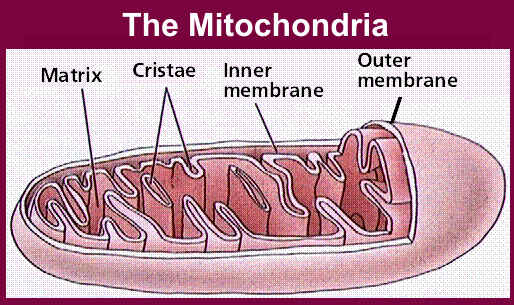 The Mitochondria
Matrix
Cristae
Inner
membrane
Outer
membrane